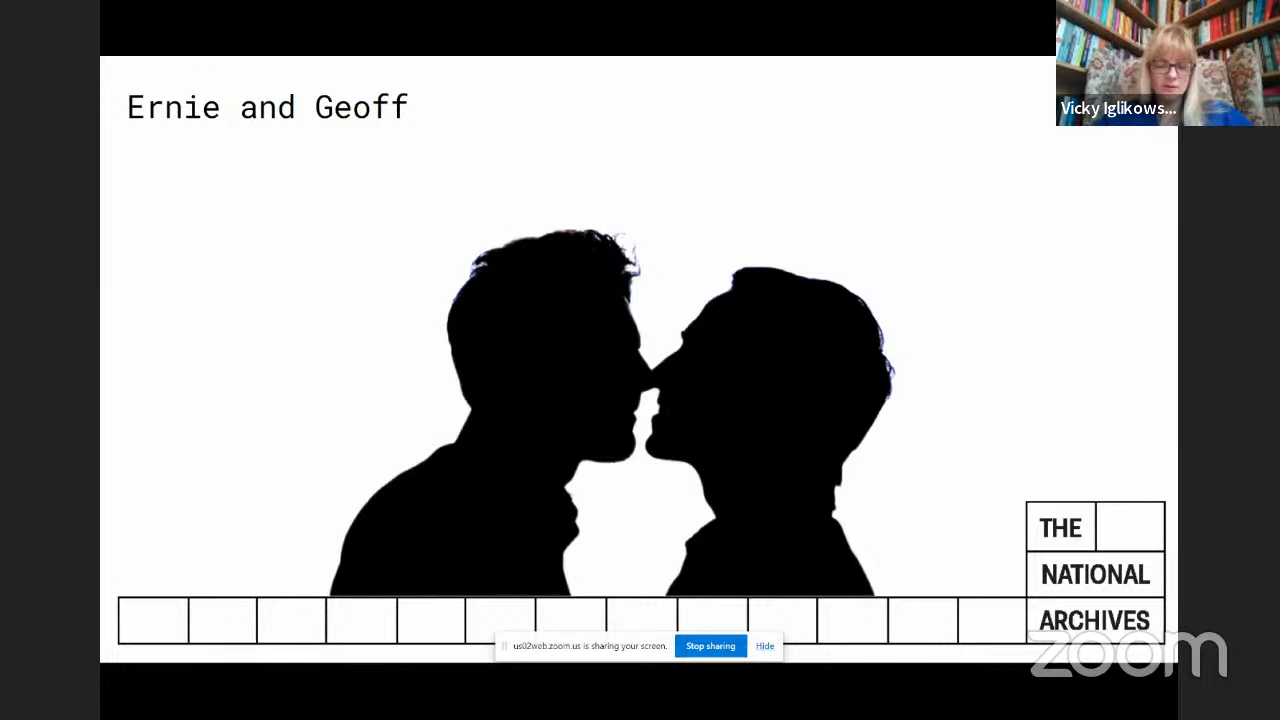 Ernie and Geoff
Vicky Iglikows...
THE
NATIONAL
ARCHIVES
us02web.zoom.us is sharing your screen.
Stop sharing
Hide
zoom